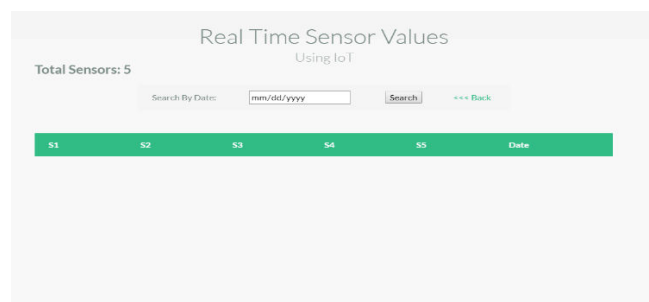 Real Time Sensor Values
Using IoT
Total Sensors: 5
Search By Date: mm/dd/yyyy Search <<< Back
S1 S2 S3 S4 S5 Date